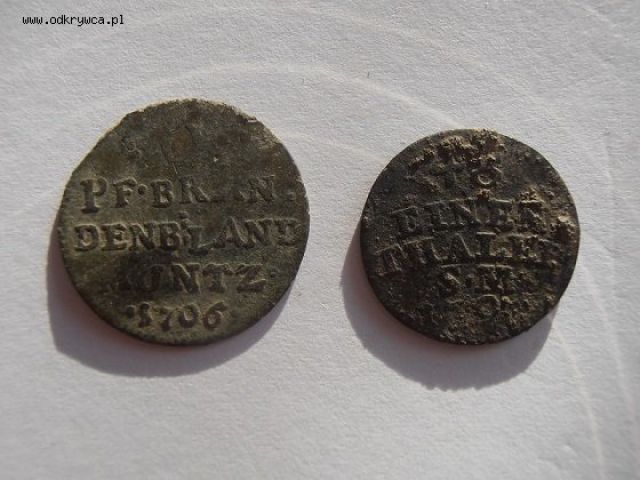 www.odkrywca.pl
PF·BRAN
DENB·LAND
MUNTZ·
·1706·
EINEN
THALER
S·M·